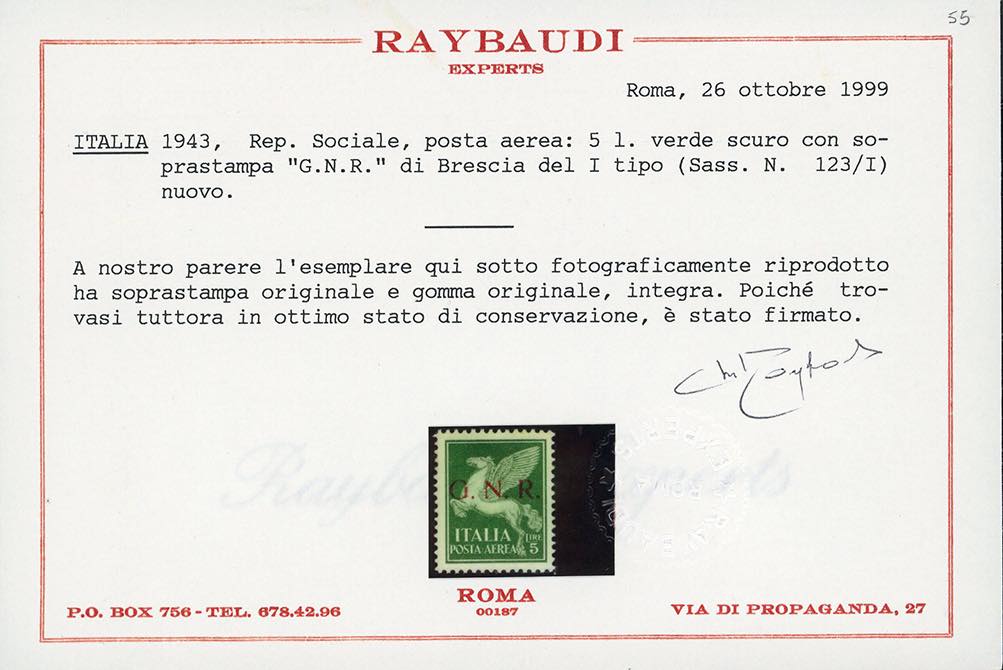 55
RAYBAUDI
EXPERTS
Roma, 26 ottobre 1999
ITALIA 1943, Rep. Sociale, posta aerea: 5 l. verde scuro con so-
prastampa "G.N.R." di Brescia del I tipo (Sass. N. 123/I)
nuovo.
A nostro parere l'esemplare qui sotto fotograficamente riprodotto
ha soprastampa originale e gomma originale, integra. Poiché tro-
vasi tuttora in ottimo stato di conservazione, è stato firmato.
Raybaudi Experts
G. N. R.
ITALIA
POSTA·AEREA
LIRE
5
ROMA
00187
P.O. BOX 756 - TEL. 678.42.96
VIA DI PROPAGANDA, 27